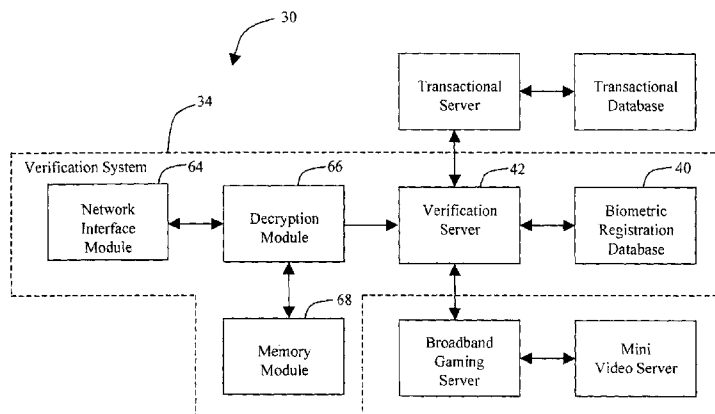 30
Transactional
Server
Transactional
Database
34
Verification System
64
66
42
40
Network
Interface
Module
Decryption
Module
Verification
Server
Biometric
Registration
Database
68
Memory
Module
Broadband
Gaming
Server
Mini
Video Server